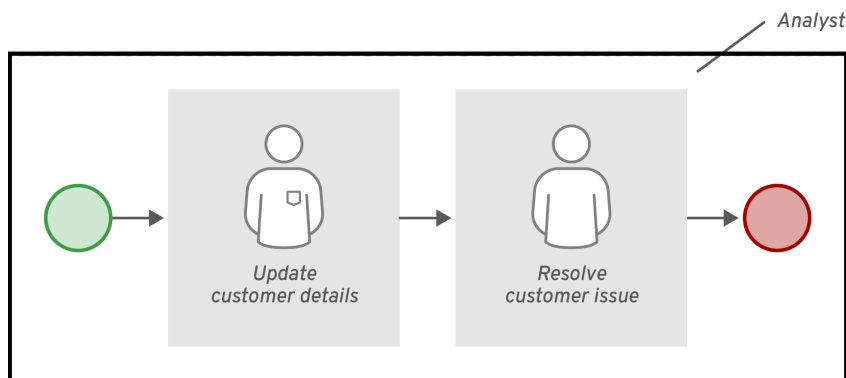 Analyst
Update
customer details
Resolve
customer issue